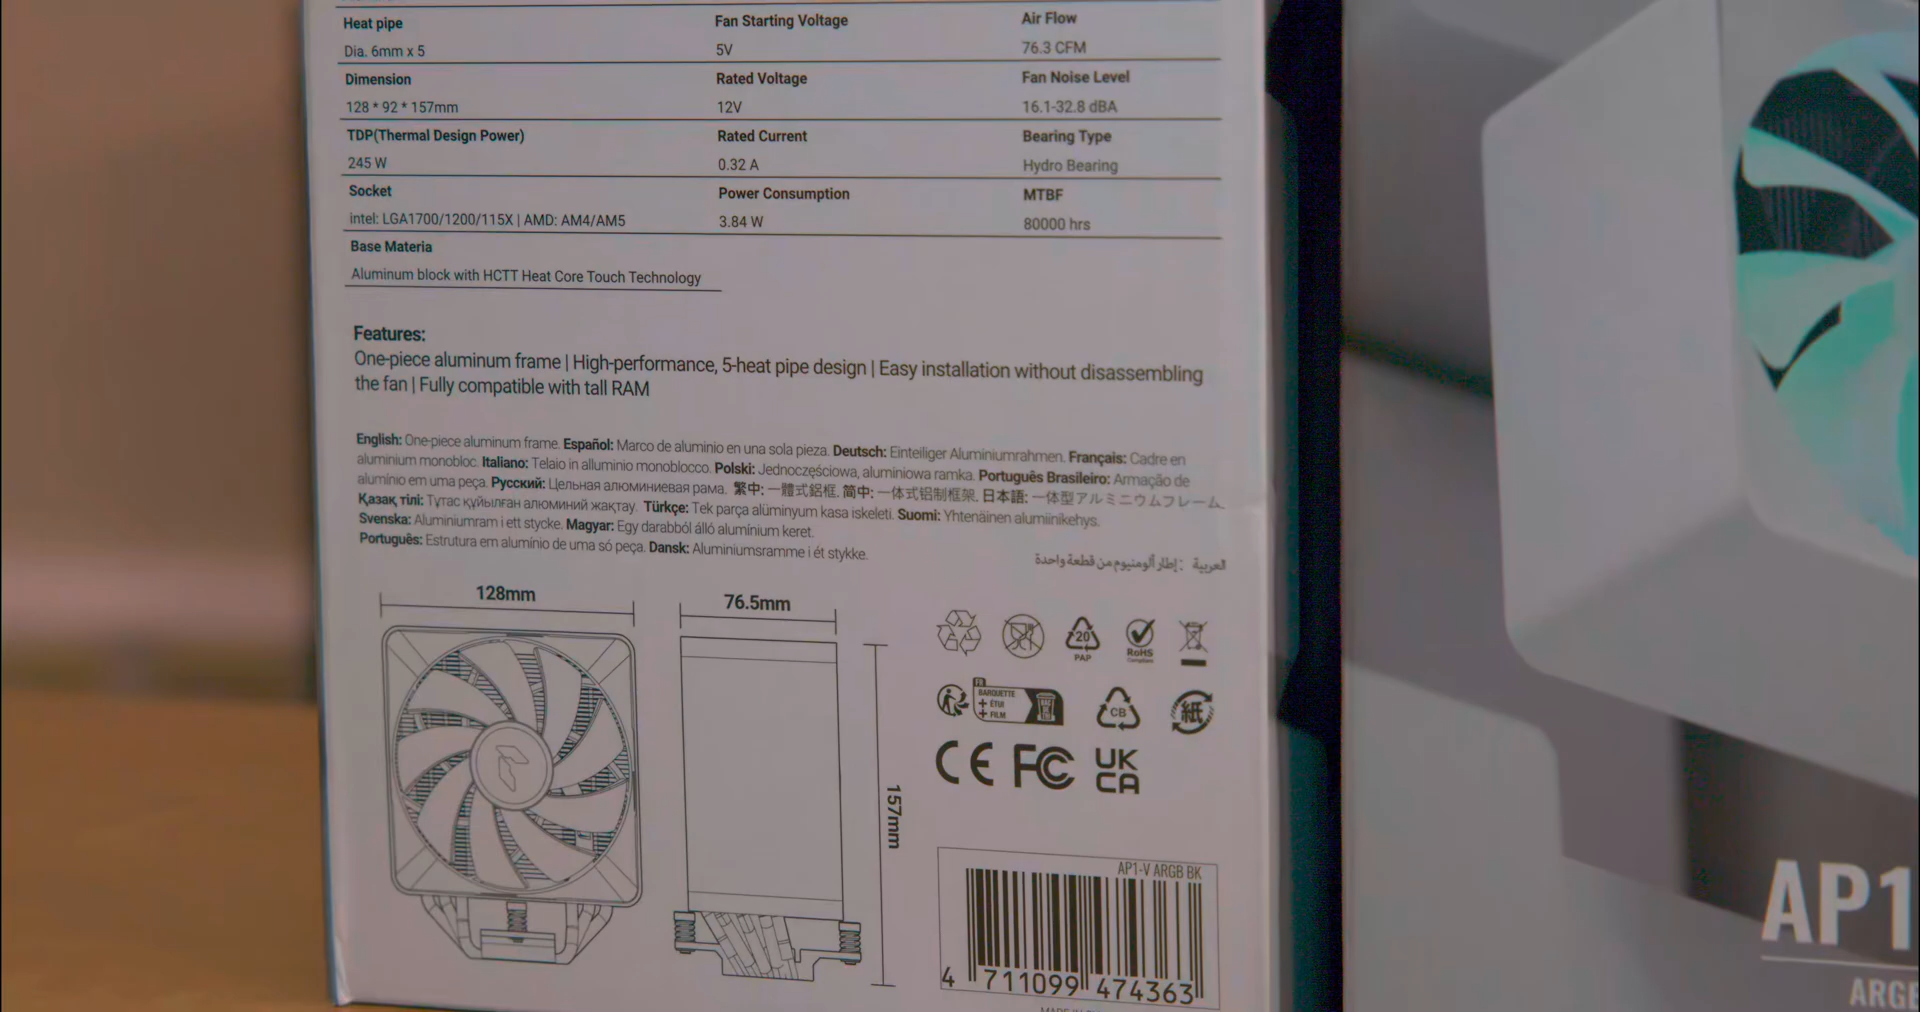 Heat pipe
Dia. 6mm x 5
Dimension
128 * 92 * 157mm
TDP(Thermal Design Power)
245 W
Socket
intel: LGA1700/1200/115X | AMD: AM4/AM5
Base Materia
Aluminum block with HCTT Heat Core Touch Technology
Fan Starting Voltage
5V
Rated Voltage
12V
Rated Current
0.32 A
Power Consumption
3.84 W
Air Flow
76.3 CFM
Fan Noise Level
16.1-32.8 dBA
Bearing Type
Hydro Bearing
MTBF
80000 hrs
Features:
One-piece aluminum frame | High-performance, 5-heat pipe design | Easy installation without disassembling
the fan | Fully compatible with tall RAM
English: One-piece aluminum frame. Español: Marco de aluminio en una sola pieza. Deutsch: Einteiliger Aluminiumrahmen. Français: Cadre en
aluminium monobloc. Italiano: Telaio in alluminio monoblocco. Polski: Jednoczęściowa, aluminiowa ramka. Português Brasileiro: Armação de
alumínio em uma peça. Русский: Цельная алюминиевая рама. 繁中: 一體式鋁框. 简中: 一体式铝制框架. 日本語: 一体型アルミニウムフレーム.
Қазақ тілі: Тұтас құйылған алюминий жақтау. Türkçe: Tek parça alüminyum kasa iskeleti. Suomi: Yhtenäinen alumiinikehys.
Svenska: Aluminiumram i ett stycke. Magyar: Egy darabból álló alumínium keret.
Português: Estrutura em alumínio de uma só peça. Dansk: Aluminiumsramme i ét stykke.
العربية: إطار ألومنيوم من قطعة واحدة
128mm
76.5mm
157mm
20
PAP
RoHS
FR
BARQUETTE
+ ÉTUI
+ FILM
CB
紙
CE FC UK
CA
AP1-V ARGB BK
4 711099 474363
AP1
ARGB